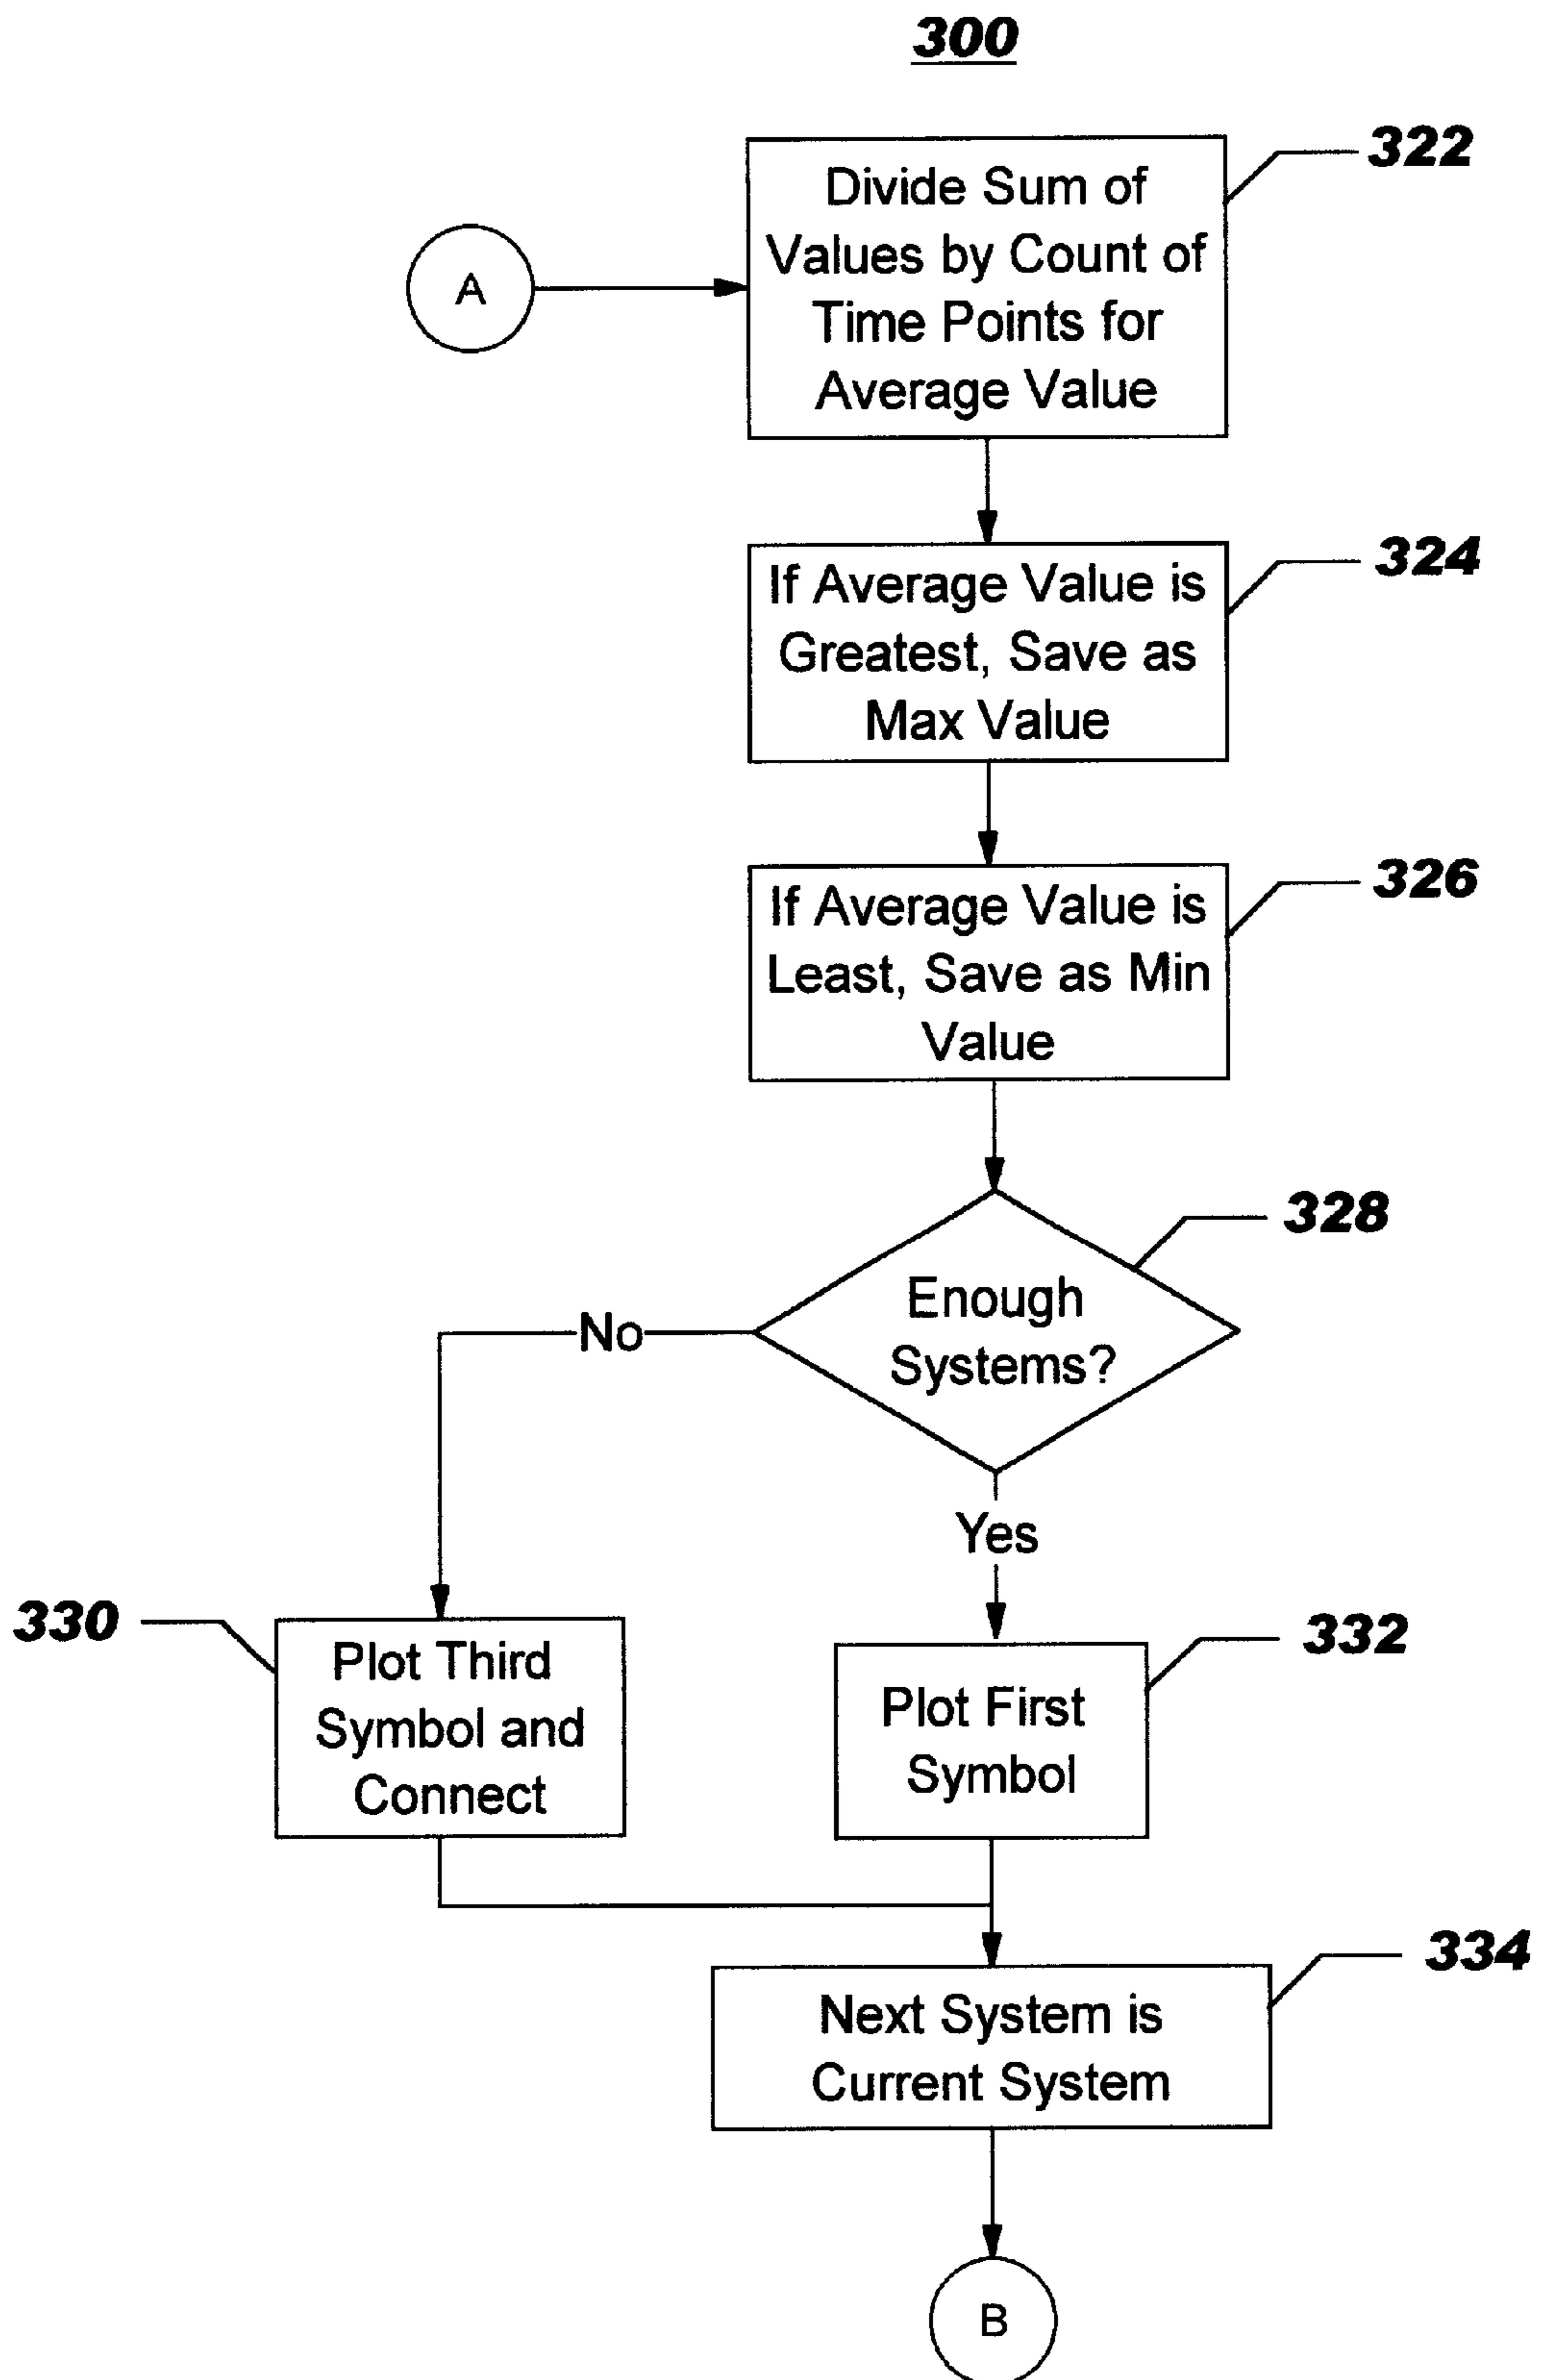 300
322
Divide Sum of
Values by Count of
Time Points for
Average Value
A
324
If Average Value is
Greatest, Save as
Max Value
326
If Average Value is
Least, Save as Min
Value
328
Enough
Systems?
No
Yes
330
Plot Third
Symbol and
Connect
332
Plot First
Symbol
334
Next System is
Current System
B